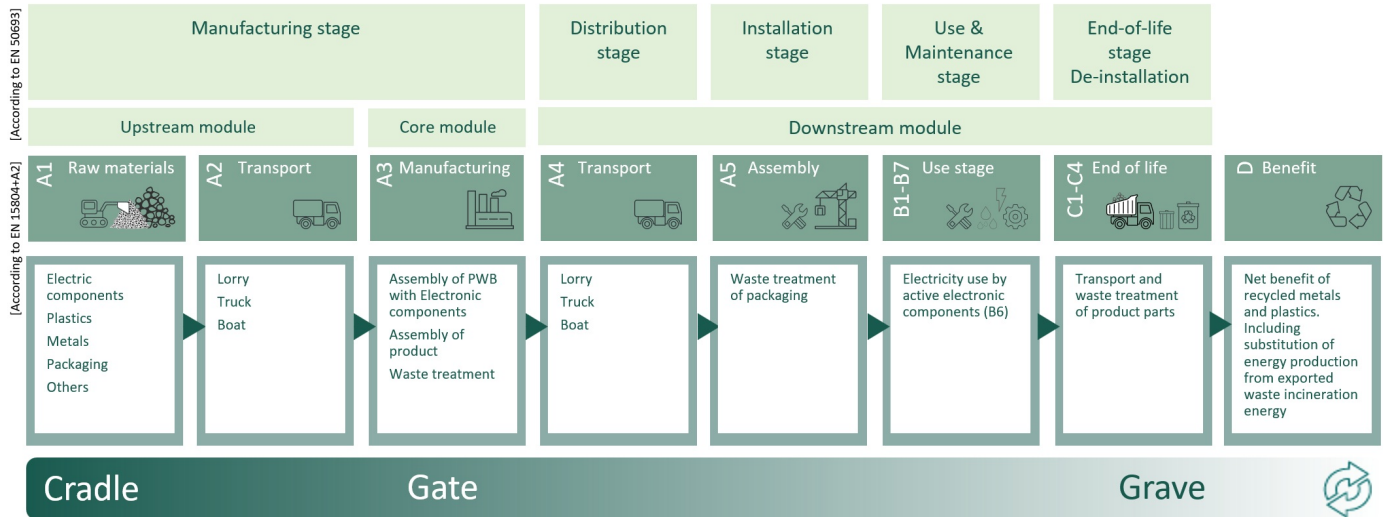 [According to EN 50693]
Manufacturing stage
Distribution
stage
Installation
stage
Use &
Maintenance
stage
End-of-life
stage
De-installation
Upstream module
Core module
Downstream module
[According to EN 15804+A2]
A1
Raw materials
A2
Transport
A3
Manufacturing
A4
Transport
A5
Assembly
B1-B7
Use stage
C1-C4
End of life
D
Benefit
Electric
components
Plastics
Metals
Packaging
Others
Lorry
Truck
Boat
Assembly of PWB
with Electronic
components
Assembly of
product
Waste treatment
Lorry
Truck
Boat
Waste treatment
of packaging
Electricity use by
active electronic
components (B6)
Transport and
waste treatment
of product parts
Net benefit of
recycled metals
and plastics.
Including
substitution of
energy production
from exported
waste incineration
energy
Cradle
Gate
Grave